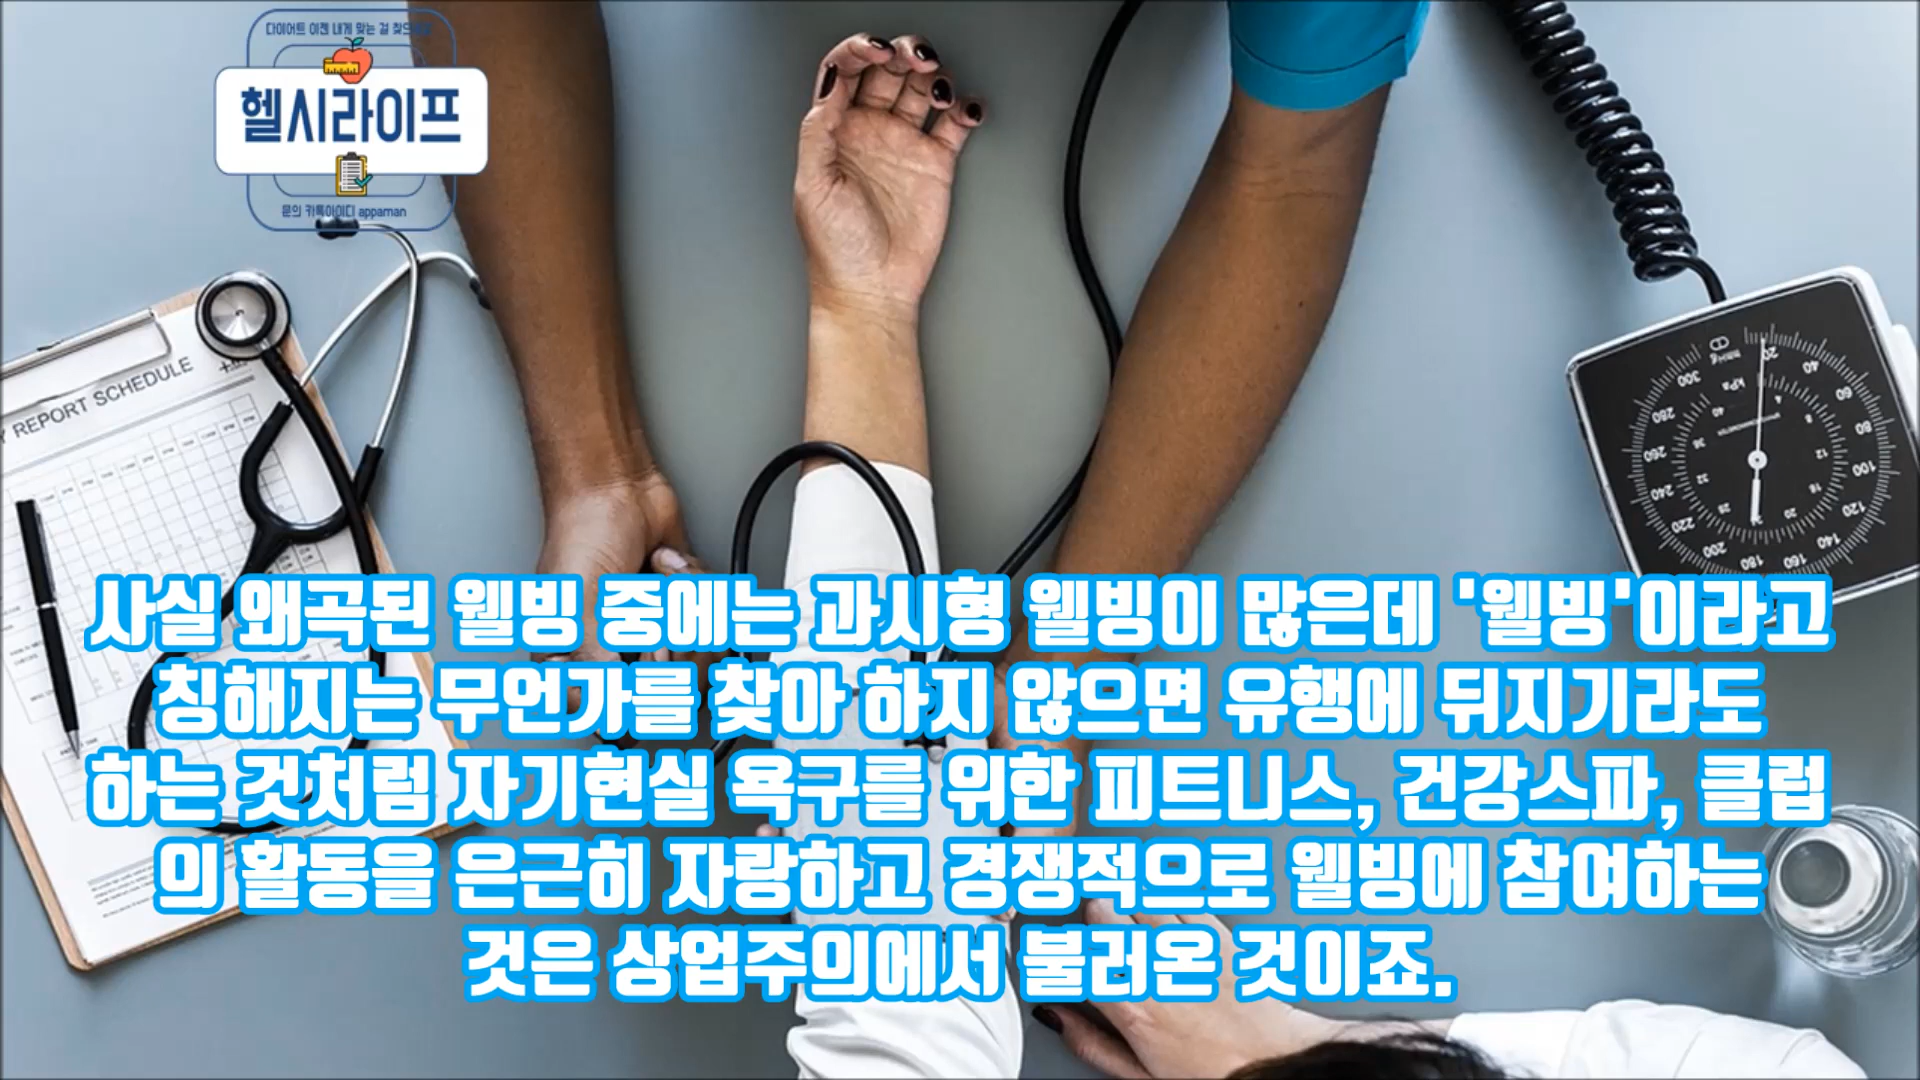 다이어트 이젠 내게 맞는 걸 찾으세요
헬시라이프
문의 카톡아이디 appaman
REPORT SCHEDULE
mmHg
kPa
사실 왜곡된 웰빙 중에는 과시형 웰빙이 많은데 '웰빙'이라고
칭해지는 무언가를 찾아 하지 않으면 유행에 뒤지기라도
하는 것처럼 자기현실 욕구를 위한 피트니스, 건강스파, 클럽
의 활동을 은근히 자랑하고 경쟁적으로 웰빙에 참여하는
것은 상업주의에서 불러온 것이죠.